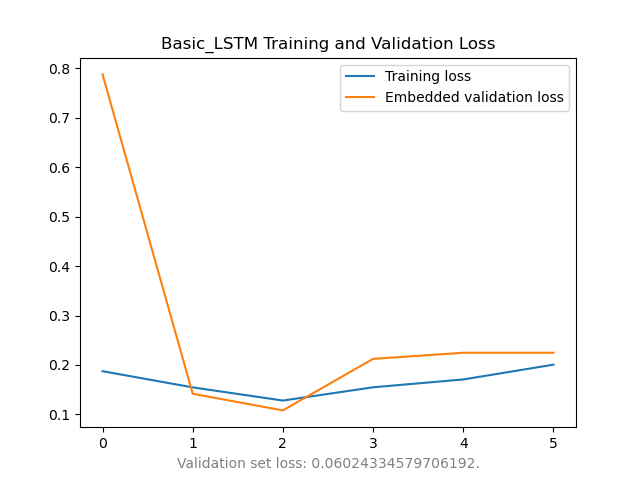 Basic_LSTM Training and Validation Loss
Training loss
Embedded validation loss
0.8
0.7
0.6
0.5
0.4
0.3
0.2
0.1
0 1 2 3 4 5
Validation set loss: 0.06024334579706192.